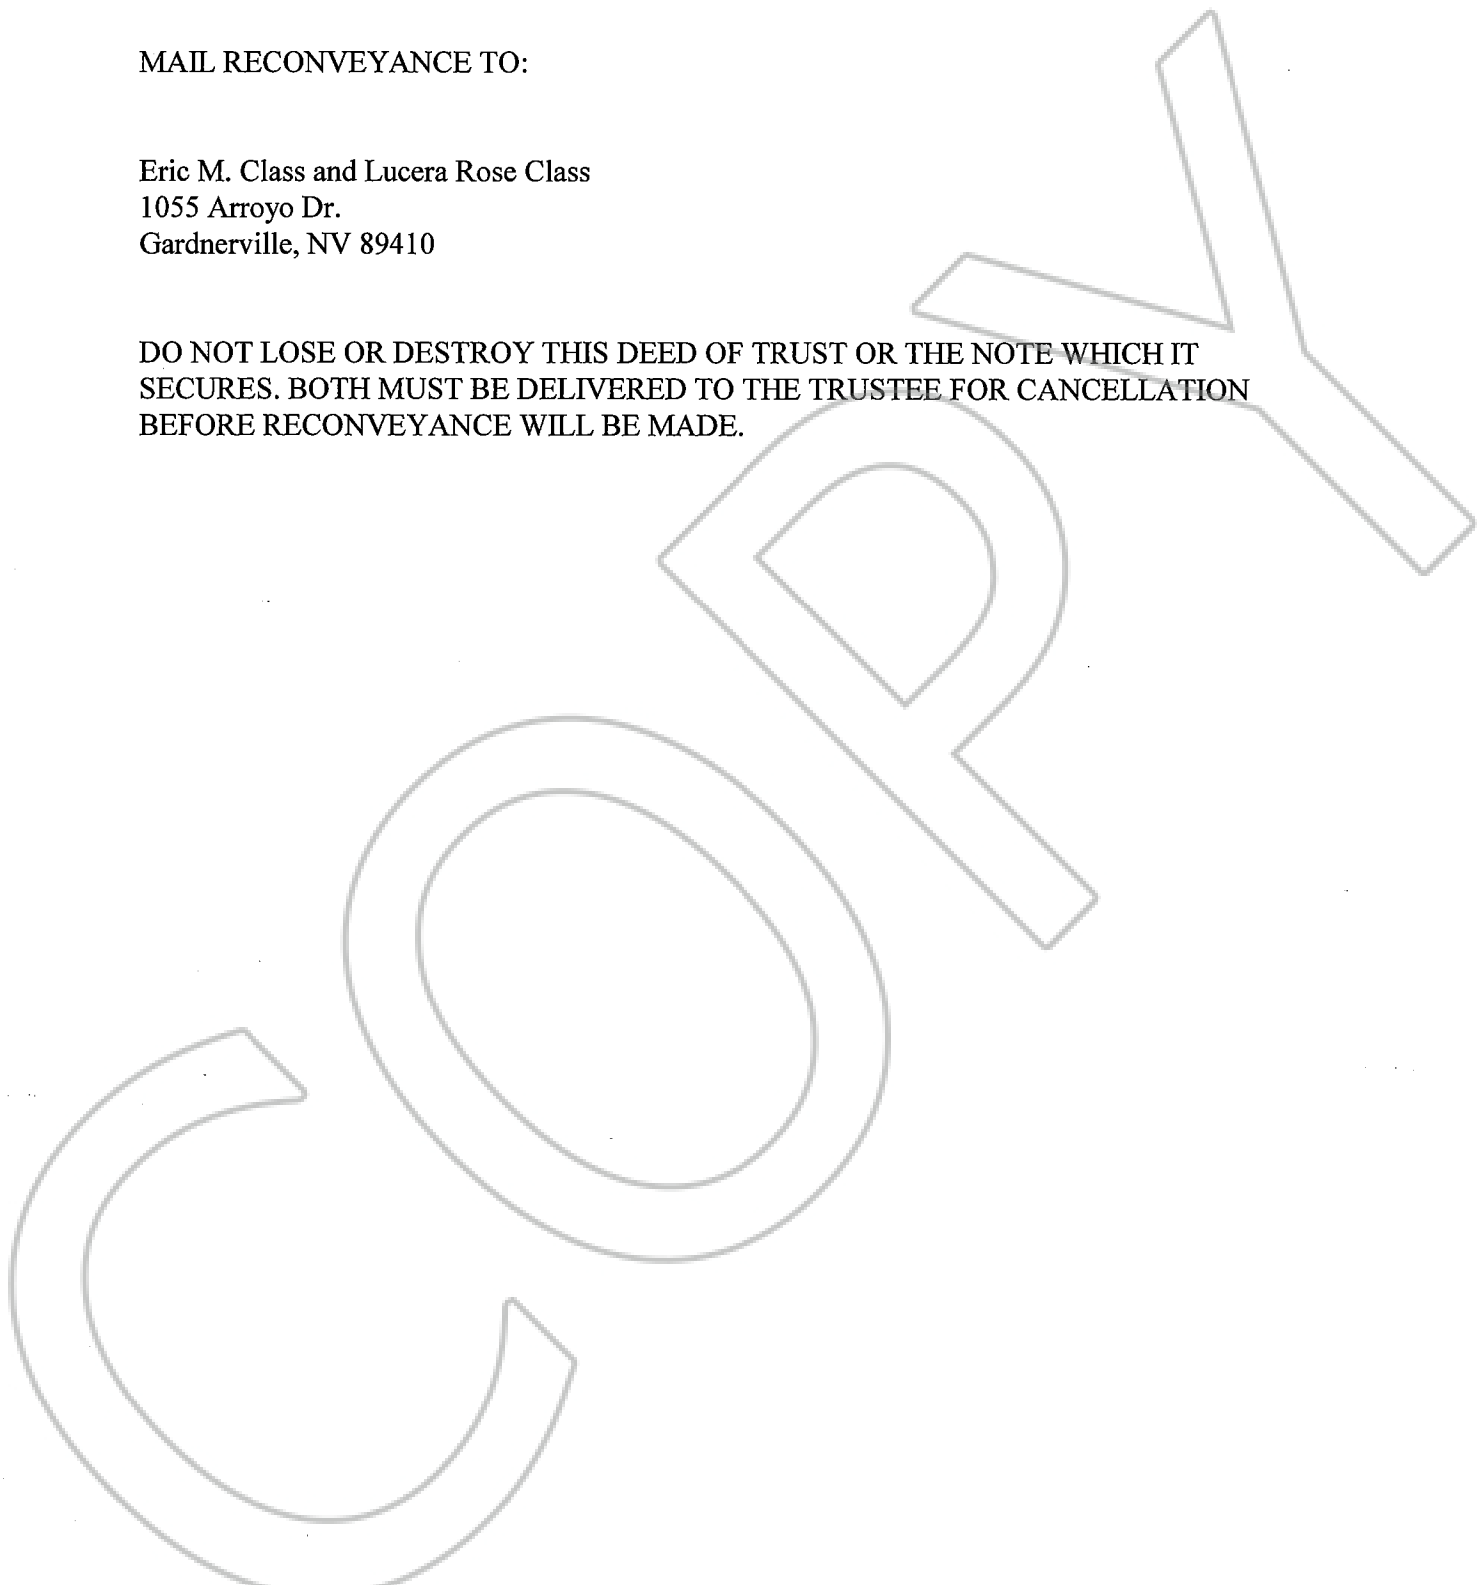 MAIL RECONVEYANCE TO:
Eric M. Class and Lucera Rose Class
1055 Arroyo Dr.
Gardnerville, NV 89410
DO NOT LOSE OR DESTROY THIS DEED OF TRUST OR THE NOTE WHICH IT
SECURES. BOTH MUST BE DELIVERED TO THE TRUSTEE FOR CANCELLATION
BEFORE RECONVEYANCE WILL BE MADE.
COPY